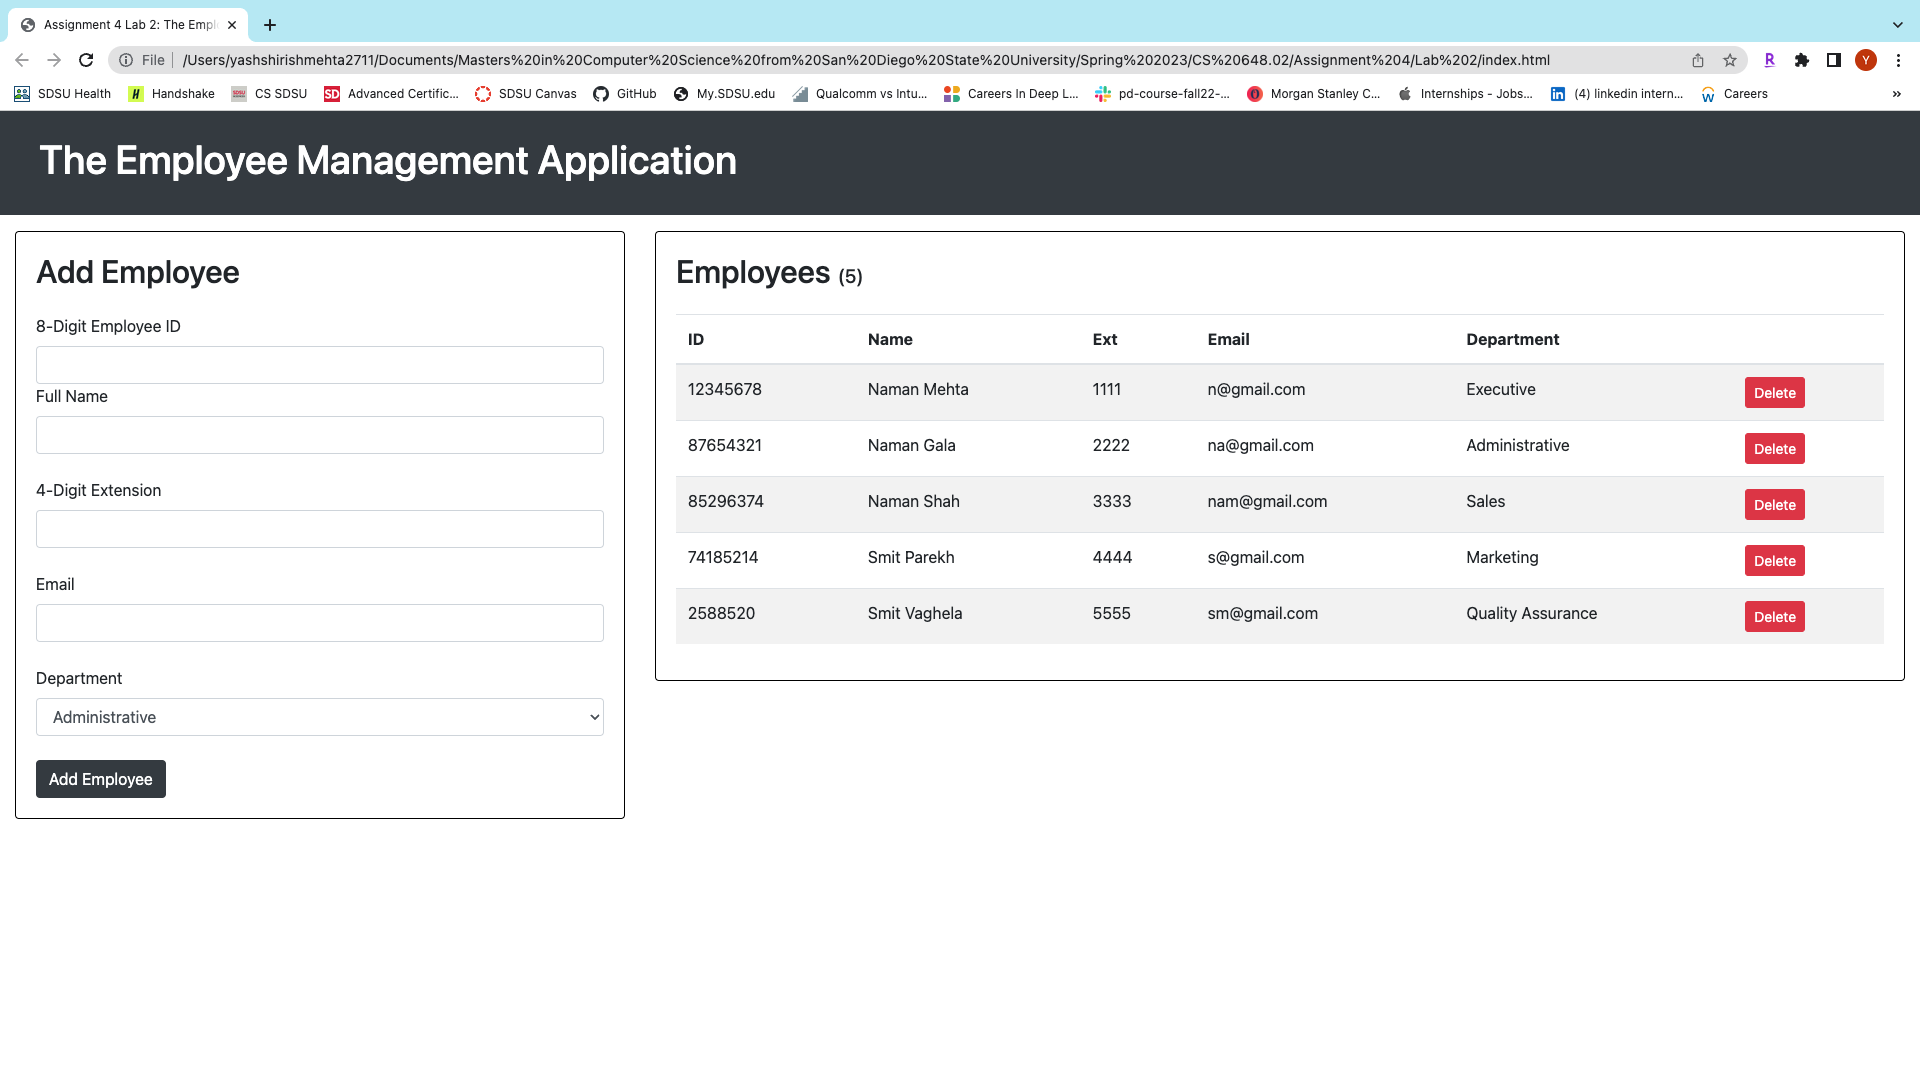 Assignment 4 Lab 2: The Empl
File
/Users/yashshirishmehta2711/Documents/Masters%20in%20Computer%20Science%20from%20San%20Diego%20State%20University/Spring%202023/CS%20648.02/Assignment%204/Lab%202/index.html
R
Y
SDSU Health
H Handshake
SDSU CS SDSU
SD Advanced Certific...
SDSU Canvas
GitHub
My.SDSU.edu
Qualcomm vs Intu...
Careers In Deep L...
pd-course-fall22-...
Morgan Stanley C...
Internships - Jobs...
in (4) linkedin intern...
W Careers
»
The Employee Management Application
Add Employee
8-Digit Employee ID
Full Name
4-Digit Extension
Email
Department
Administrative
Add Employee
Employees (5)
ID Name Ext Email Department
12345678 Naman Mehta 1111 n@gmail.com Executive Delete
87654321 Naman Gala 2222 na@gmail.com Administrative Delete
85296374 Naman Shah 3333 nam@gmail.com Sales Delete
74185214 Smit Parekh 4444 s@gmail.com Marketing Delete
2588520 Smit Vaghela 5555 sm@gmail.com Quality Assurance Delete